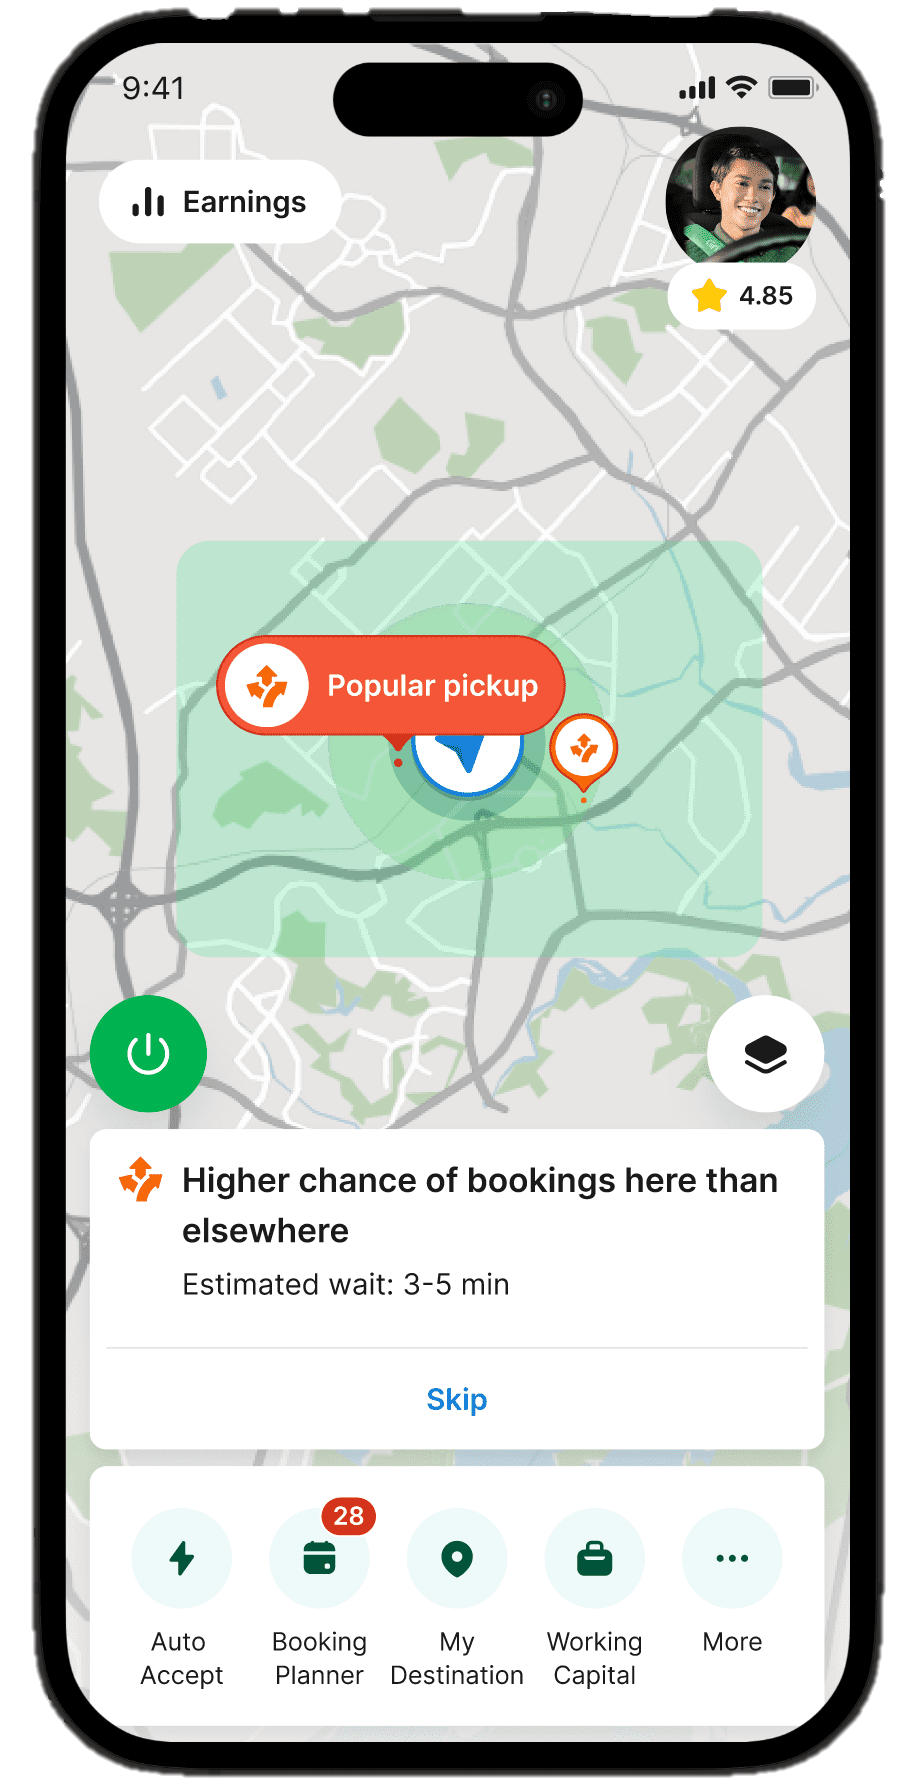 9:41
Earnings
4.85
Popular pickup
Higher chance of bookings here than
elsewhere
Estimated wait: 3-5 min
Skip
28
Auto
Accept
Booking
Planner
My
Destination
Working
Capital
More